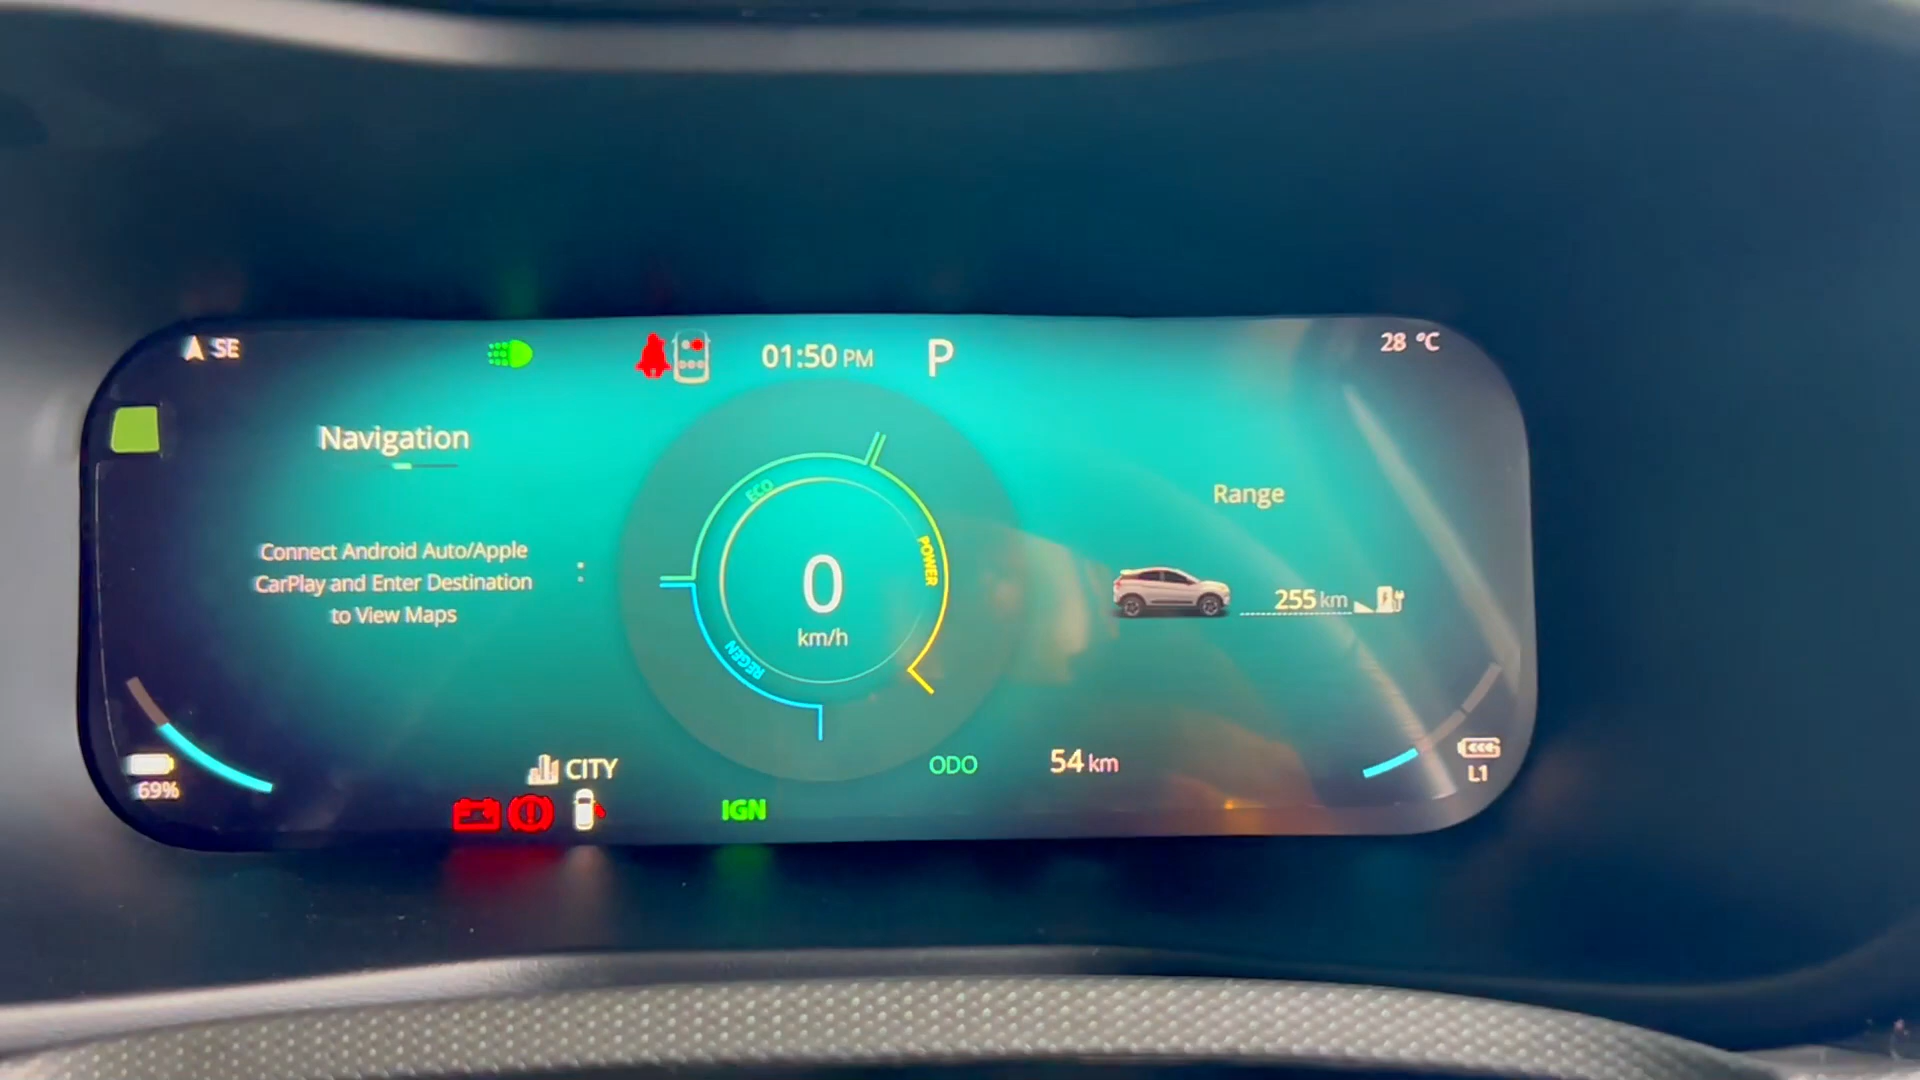 SE
01:50 PM
P
28 °C
Navigation
Connect Android Auto/Apple
CarPlay and Enter Destination
to View Maps
ECO
POWER
REGEN
0
km/h
Range
255 km
69%
CITY
IGN
ODO
54 km
L1